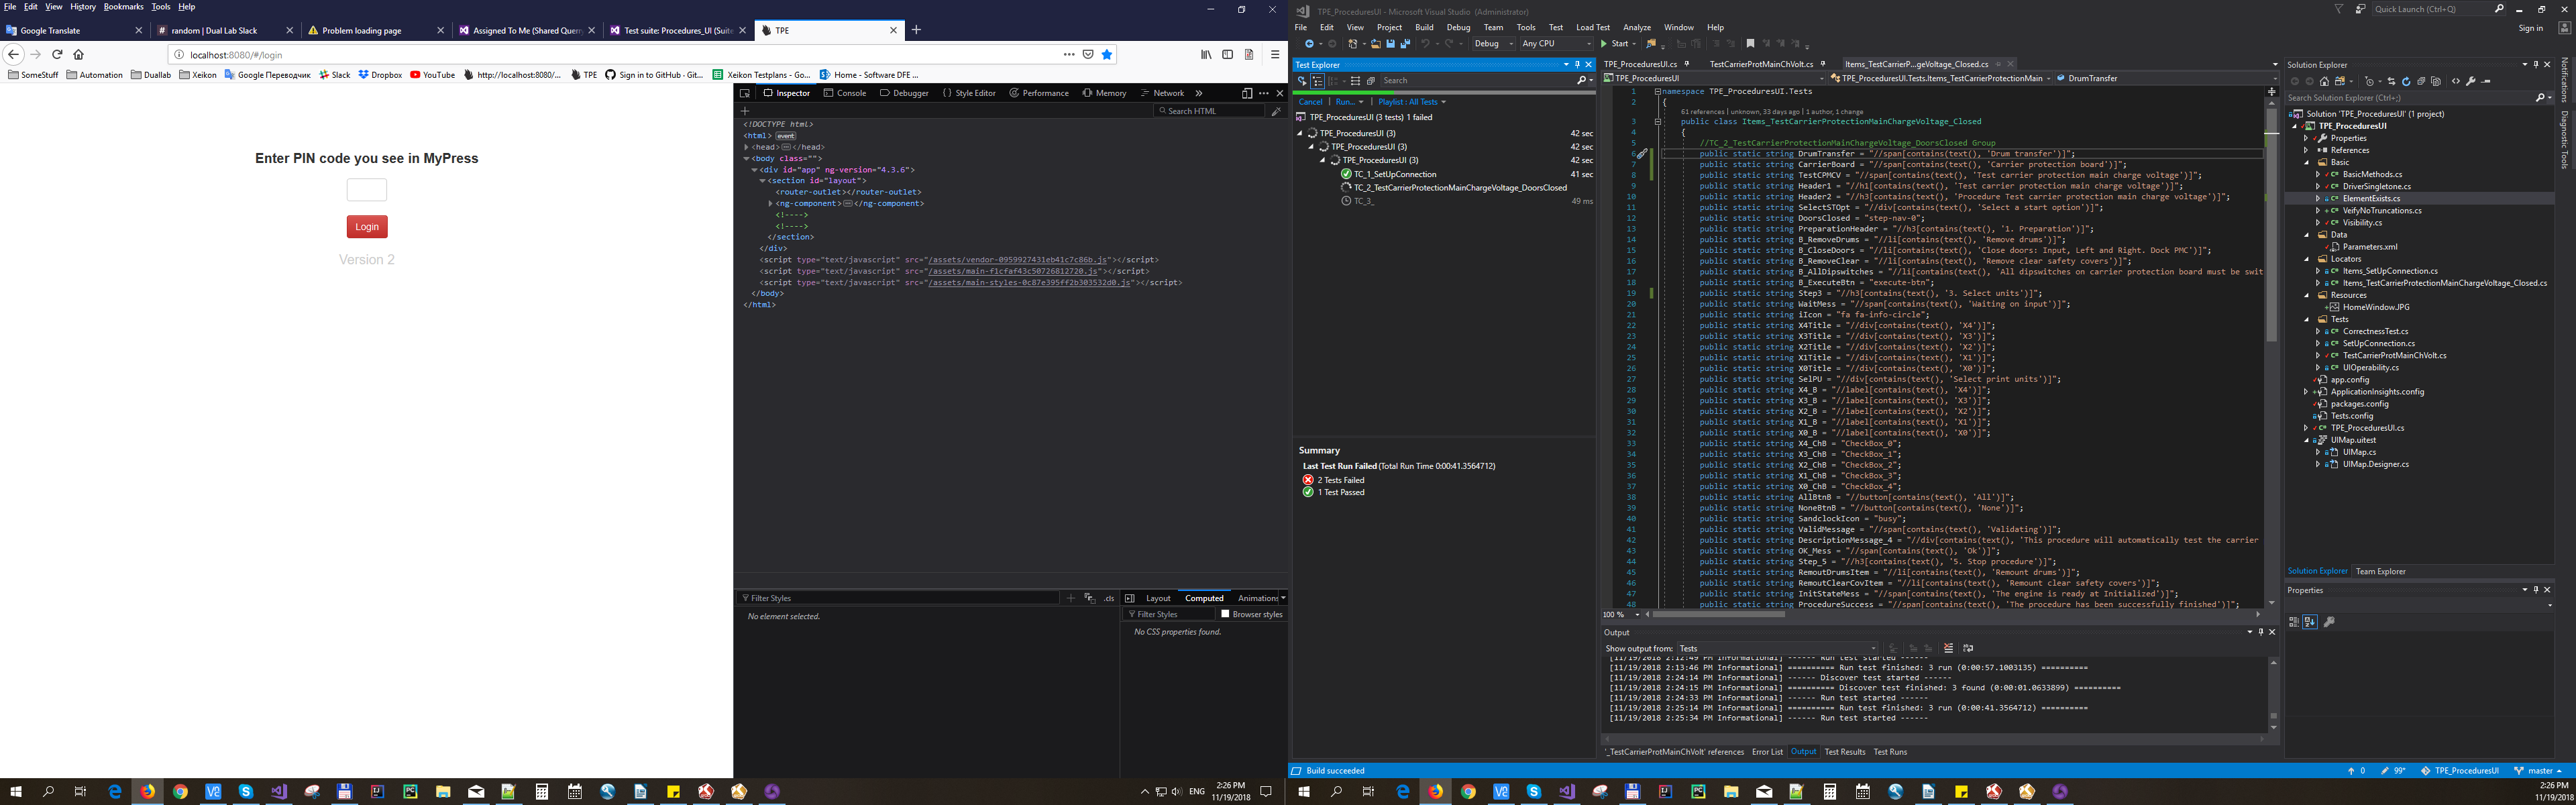 File Edit View History Bookmarks Tools Help
Google Translate
random | Dual Lab Slack
Problem loading page
Assigned To Me (Shared Query
Test suite: Procedures_UI (Suite
TPE
localhost:8080/#/login
SomeStuff Automation Duallab Xeikon Google Переводчик Slack Dropbox YouTube http://localhost:8080/... TPE Sign in to GitHub · Git... Xeikon Testplans - Go... Home - Software DFE ...
Enter PIN code you see in MyPress
Login
Version 2
Inspector Console Debugger {} Style Editor Performance Memory Network
Search HTML
<!DOCTYPE html>
<html> event
<head> </head>
<body class="">
<div id="app" ng-version="4.3.6">
<section id="layout">
<router-outlet></router-outlet>
<ng-component> </ng-component>
<!---->
<!---->
</section>
</div>
<script type="text/javascript" src="/assets/vendor-0959927431eb41c7c86b.js"></script>
<script type="text/javascript" src="/assets/main-f1cfaf43c50726812720.js"></script>
<script type="text/javascript" src="/assets/main-styles-0c87e395ff2b303532d0.js"></script>
</body>
</html>
Filter Styles
.cls
Layout Computed Animations
No element selected.
Filter Styles Browser styles
No CSS properties found.
ENG
2:26 PM
11/19/2018
TPE_ProceduresUI - Microsoft Visual Studio (Administrator)
Quick Launch (Ctrl+Q)
File Edit View Project Build Debug Team Tools Test Load Test Analyze Window Help
Sign in
Debug Any CPU Start
Test Explorer
Search
Cancel | Run... | Playlist : All Tests
TPE_ProceduresUI (3 tests) 1 failed
TPE_ProceduresUI (3) 42 sec
TPE_ProceduresUI (3) 42 sec
TPE_ProceduresUI (3) 42 sec
TC_1_SetUpConnection 41 sec
TC_2_TestCarrierProtectionMainChargeVoltage_DoorsClosed
TC_3_ 49 ms
Summary
Last Test Run Failed (Total Run Time 0:00:41.3564712)
2 Tests Failed
1 Test Passed
TPE_ProceduresUI.cs TestCarrierProtMainChVolt.cs Items_TestCarrierP...geVoltage_Closed.cs
TPE_ProceduresUI TPE_ProceduresUI.Tests.Items_TestCarrierProtectionMain DrumTransfer
1 namespace TPE_ProceduresUI.Tests
2 {
61 references | unknown, 33 days ago | 1 author, 1 change
3 public class Items_TestCarrierProtectionMainChargeVoltage_Closed
4 {
5 //TC_2_TestCarrierProtectionMainChargeVoltage_DoorsClosed Group
6 public static string DrumTransfer = "//span[contains(text(), 'Drum transfer')]";
7 public static string CarrierBoard = "//span[contains(text(), 'Carrier protection board')]";
8 public static string TestCPMCV = "//span[contains(text(), 'Test carrier protection main charge voltage')]";
9 public static string Header1 = "//h1[contains(text(), 'Test carrier protection main charge voltage')]";
10 public static string Header2 = "//h3[contains(text(), 'Procedure Test carrier protection main charge voltage')]";
11 public static string SelectSTOpt = "//div[contains(text(), 'Select a start option')]";
12 public static string DoorsClosed = "step-nav-0";
13 public static string PreparationHeader = "//h3[contains(text(), '1. Preparation')]";
14 public static string B_RemoveDrums = "//li[contains(text(), 'Remove drums')]";
15 public static string B_CloseDoors = "//li[contains(text(), 'Close doors: Input, Left and Right. Dock PMC')]";
16 public static string B_RemoveClear = "//li[contains(text(), 'Remove clear safety covers')]";
17 public static string B_AllDipswitches = "//li[contains(text(), 'All dipswitches on carrier protection board must be swit
18 public static string B_ExecuteBtn = "execute-btn";
19 public static string Step3 = "//h3[contains(text(), '3. Select units')]";
20 public static string WaitMess = "//span[contains(text(), 'Waiting on input')]";
21 public static string iIcon = "fa fa-info-circle";
22 public static string X4Title = "//div[contains(text(), 'X4')]";
23 public static string X3Title = "//div[contains(text(), 'X3')]";
24 public static string X2Title = "//div[contains(text(), 'X2')]";
25 public static string X1Title = "//div[contains(text(), 'X1')]";
26 public static string X0Title = "//div[contains(text(), 'X0')]";
27 public static string SelPU = "//div[contains(text(), 'Select print units')]";
28 public static string X4_B = "//label[contains(text(), 'X4')]";
29 public static string X3_B = "//label[contains(text(), 'X3')]";
30 public static string X2_B = "//label[contains(text(), 'X2')]";
31 public static string X1_B = "//label[contains(text(), 'X1')]";
32 public static string X0_B = "//label[contains(text(), 'X0')]";
33 public static string X4_ChB = "CheckBox_0";
34 public static string X3_ChB = "CheckBox_1";
35 public static string X2_ChB = "CheckBox_2";
36 public static string X1_ChB = "CheckBox_3";
37 public static string X0_ChB = "CheckBox_4";
38 public static string AllBtnB = "//button[contains(text(), 'All')]";
39 public static string NoneBtnB = "//button[contains(text(), 'None')]";
40 public static string SandclockIcon = "busy";
41 public static string ValidMessage = "//span[contains(text(), 'Validating')]";
42 public static string DescriptionMessage_4 = "//div[contains(text(), 'This procedure will automatically test the carrier
43 public static string OK_Mess = "//span[contains(text(), 'Ok')]";
44 public static string Step_5 = "//h3[contains(text(), '5. Stop procedure')]";
45 public static string RemoutDrumsItem = "//li[contains(text(), 'Remount drums')]";
46 public static string RemoutClearCovItem = "//li[contains(text(), 'Remount clear safety covers')]";
47 public static string InitStateMess = "//span[contains(text(), 'The engine is ready at Initialized')]";
48 public static string ProcedureSuccess = "//span[contains(text(), 'The procedure has been successfully finished')]";
100 %
Output
Show output from: Tests
[11/19/2018 2:12:49 PM Informational] ------ Run test started ------
[11/19/2018 2:13:46 PM Informational] ========== Run test finished: 3 run (0:00:57.1003135) ==========
[11/19/2018 2:24:14 PM Informational] ------ Discover test started ------
[11/19/2018 2:24:15 PM Informational] ========== Discover test finished: 3 found (0:00:01.0633899) ==========
[11/19/2018 2:24:33 PM Informational] ------ Run test started ------
[11/19/2018 2:25:14 PM Informational] ========== Run test finished: 3 run (0:00:41.3564712) ==========
[11/19/2018 2:25:34 PM Informational] ------ Run test started ------
'_TestCarrierProtMainChVolt' references Error List Output Test Results Test Runs
Solution Explorer
Search Solution Explorer (Ctrl+;)
Solution 'TPE_ProceduresUI' (1 project)
TPE_ProceduresUI
Properties
References
Basic
BasicMethods.cs
DriverSingletone.cs
ElementExists.cs
VeifyNoTruncations.cs
Visibility.cs
Data
Parameters.xml
Locators
Items_SetUpConnection.cs
Items_TestCarrierProtectionMainChargeVoltage_Closed.cs
Resources
HomeWindow.JPG
Tests
CorrectnessTest.cs
SetUpConnection.cs
TestCarrierProtMainChVolt.cs
UIOperability.cs
app.config
ApplicationInsights.config
packages.config
Tests.config
TPE_ProceduresUI.cs
UIMap.uitest
UIMap.cs
UIMap.Designer.cs
Solution Explorer Team Explorer
Properties
Notifications
Diagnostic Tools
Build succeeded
0 99* TPE_ProceduresUI master
2:26 PM
11/19/2018